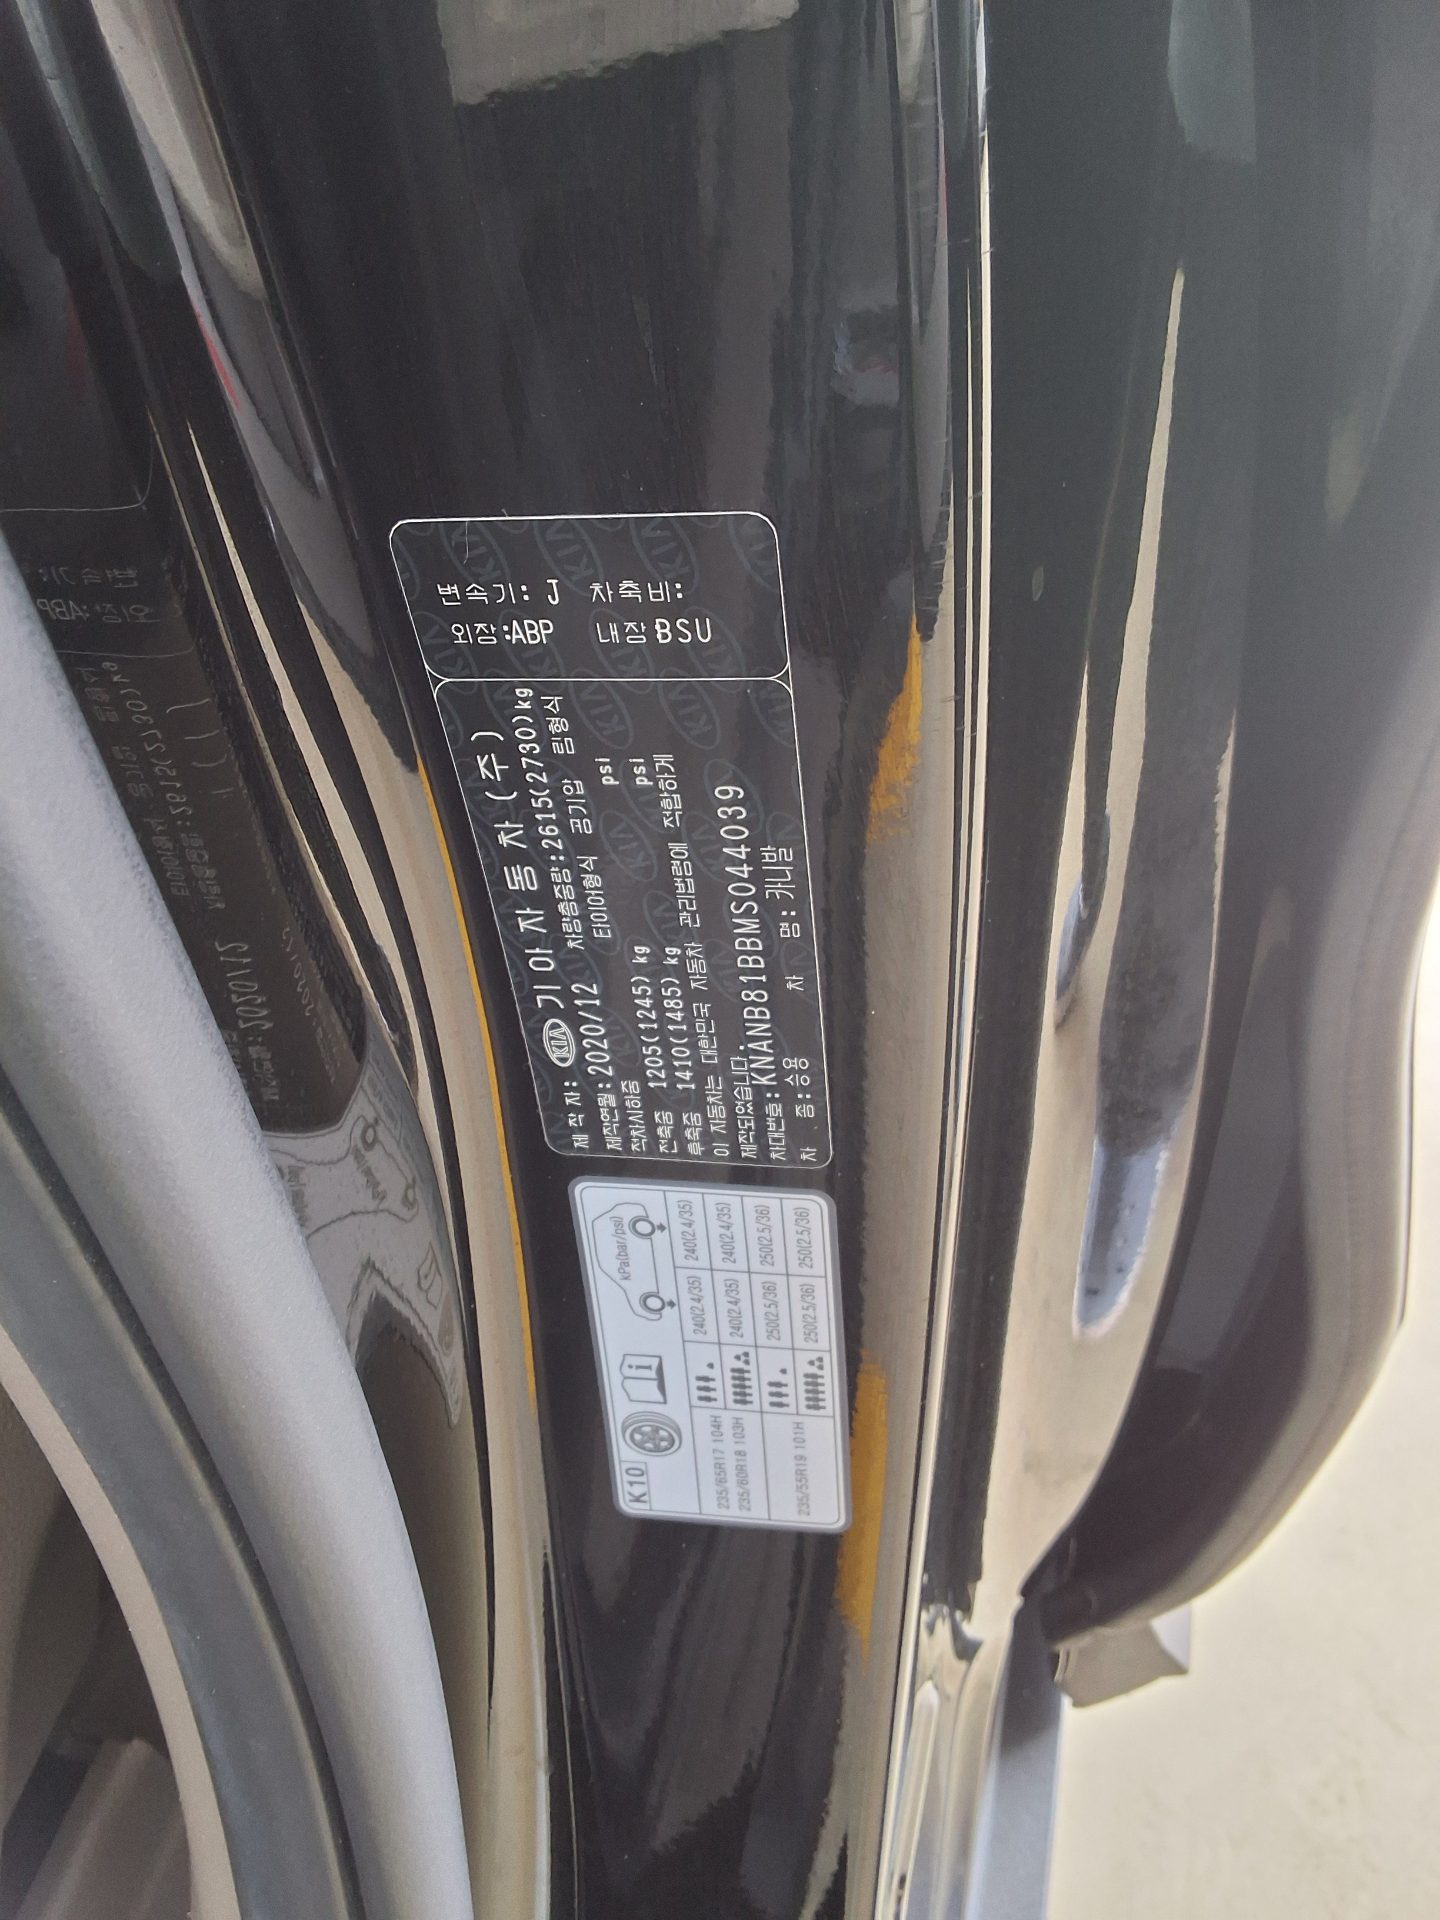 제작자: KIA 기아자동차(주)
제작연월:2020/12 차량총중량:2615(2730)kg
적차시하중 타이어형식 공기압 림형식
전축중 1205(1245) kg psi
후축중 1410(1485) kg psi
이 자동차는 대한민국 자동차 관리법령에 적합하게
제작되었습니다.
차대번호:KNANB81BBMS044039
차 종:승용 차 명:카니발
변속기: J 차축비:
외장:ABP 내장 BSU
K10 kPa(bar/psi)
235/65R17 104H 240(2.4/35) 240(2.4/35)
235/60R18 103H 240(2.4/35) 240(2.4/35)
235/55R19 101H 250(2.5/36) 250(2.5/36)
250(2.5/36) 250(2.5/36)